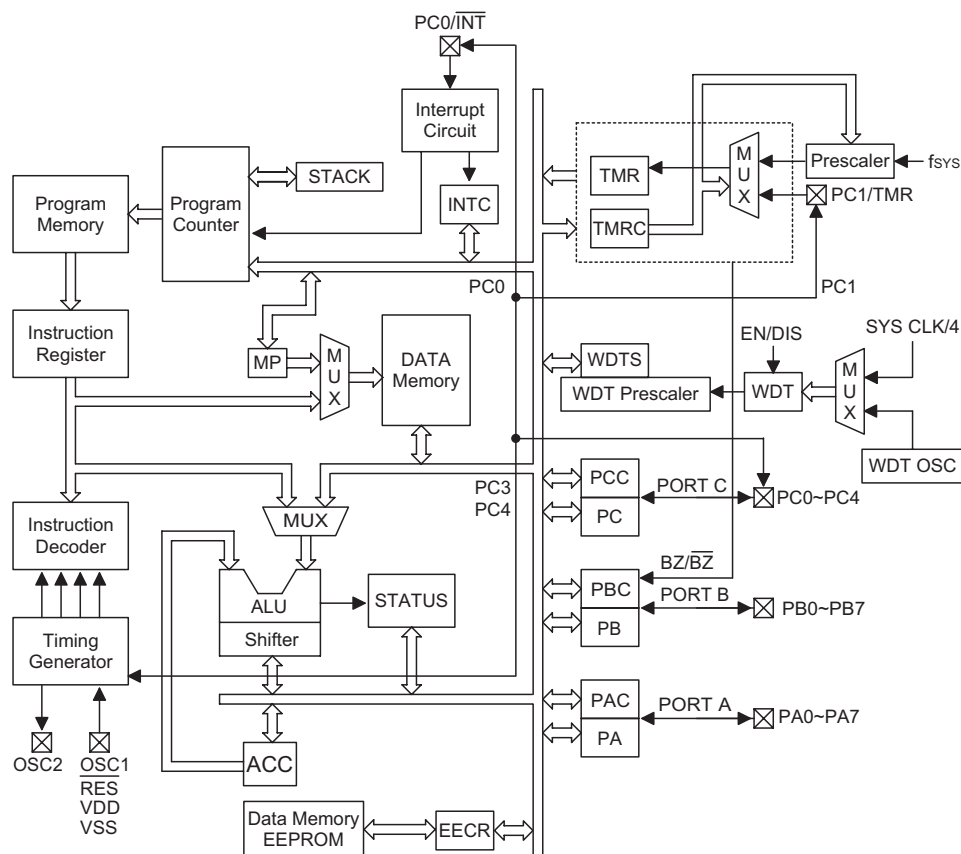 PC0/INT
Interrupt
Circuit
STACK
Program
Memory
Program
Counter
INTC
TMR
TMRC
MUX
Prescaler
fSYS
PC1/TMR
PC0
PC1
Instruction
Register
MP
MUX
DATA
Memory
WDTS
WDT Prescaler
EN/DIS
WDT
MUX
SYS CLK/4
WDT OSC
PC3
PC4
PCC
PC
PORT C
PC0~PC4
Instruction
Decoder
MUX
ALU
Shifter
STATUS
BZ/BZ
PBC
PB
PORT B
PB0~PB7
Timing
Generator
PAC
PA
PORT A
PA0~PA7
OSC2
OSC1
RES
VDD
VSS
ACC
Data Memory
EEPROM
EECR